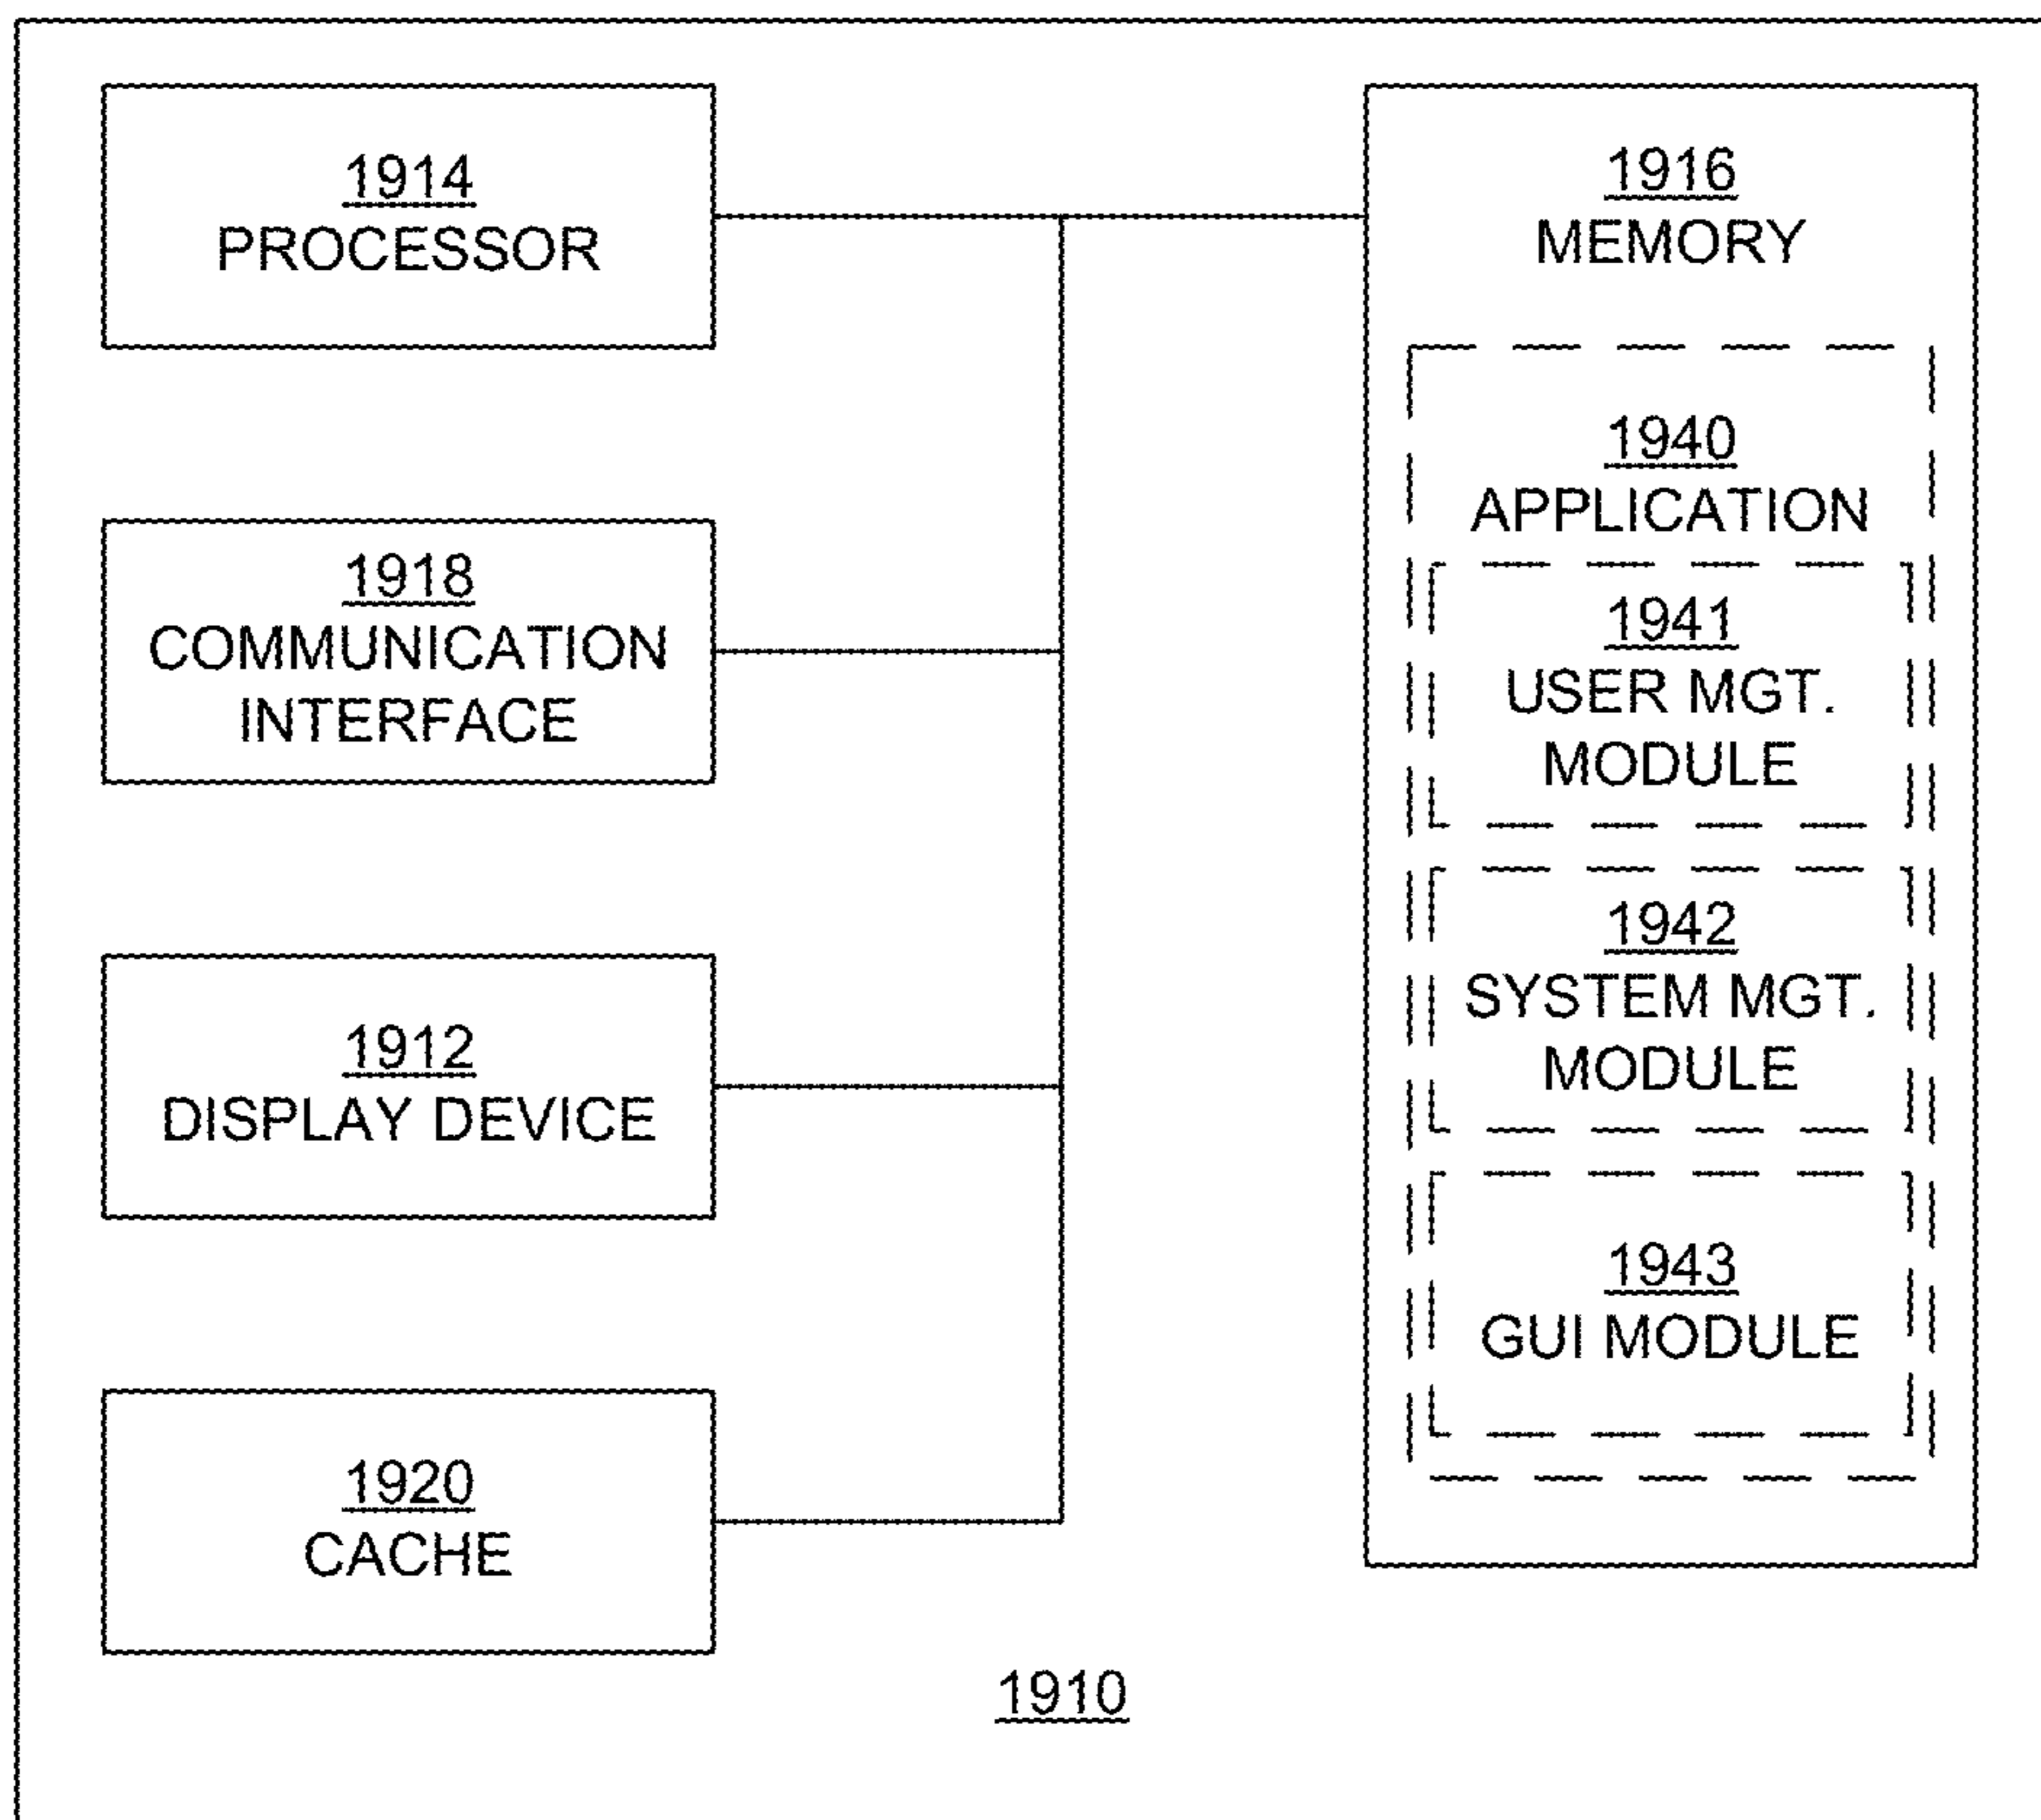 1914
PROCESSOR
1918
COMMUNICATION
INTERFACE
1912
DISPLAY DEVICE
1920
CACHE
1916
MEMORY
1940
APPLICATION
1941
USER MGT.
MODULE
1942
SYSTEM MGT.
MODULE
1943
GUI MODULE
1910